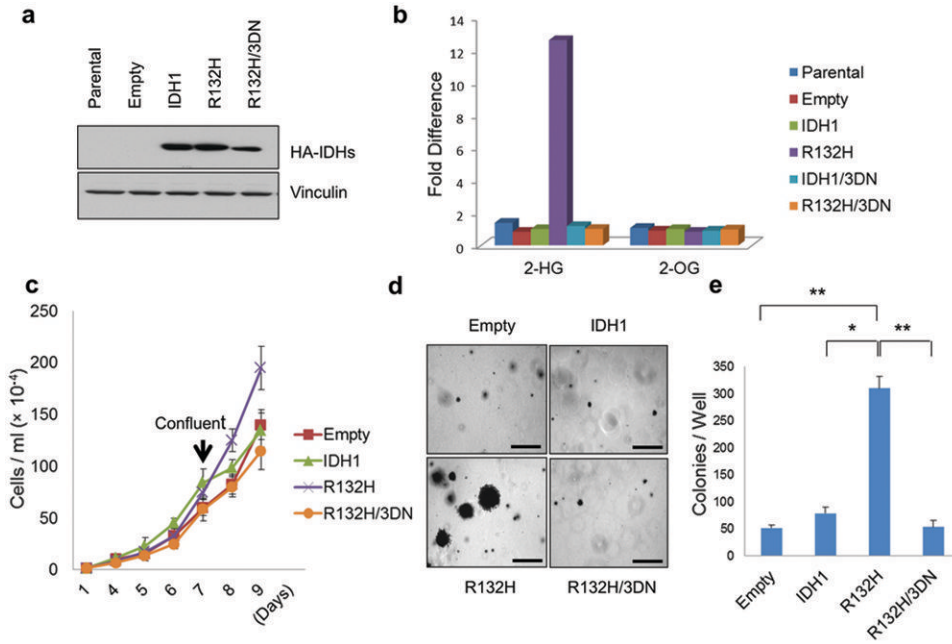 a
Parental
Empty
IDH1
R132H
R132H/3DN
HA-IDHs
Vinculin
b
Fold Difference
14
12
10
8
6
4
2
0
2-HG
2-OG
Parental
Empty
IDH1
R132H
IDH1/3DN
R132H/3DN
c
Cells / ml (× 10⁻⁴)
250
200
150
100
50
0
Confluent
1
4
5
6
7
8
9
(Days)
Empty
IDH1
R132H
R132H/3DN
d
Empty
IDH1
R132H
R132H/3DN
e
**
*
**
Colonies / Well
350
300
250
200
150
100
50
0
Empty
IDH1
R132H
R132H/3DN